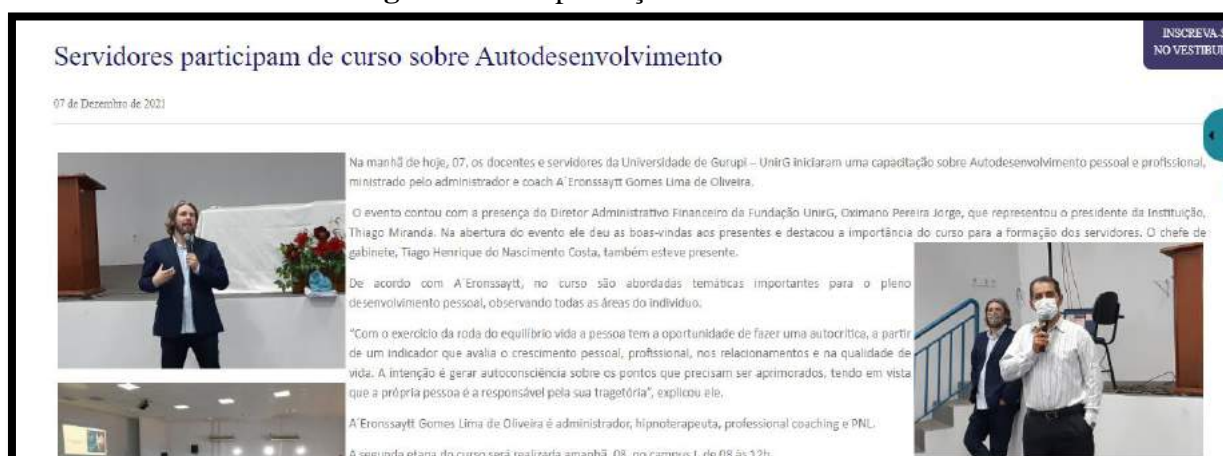 Servidores participam de curso sobre Autodesenvolvimento
INSCREVA-S
NO VESTIBUL
07 de Dezembro de 2021
Na manhã de hoje, 07, os docentes e servidores da Universidade de Gurupi – UnirG iniciaram uma capacitação sobre Autodesenvolvimento pessoal e profissional,
ministrado pelo administrador e coach A´Eronssaytt Gomes Lima de Oliveira.
O evento contou com a presença do Diretor Administrativo Financeiro da Fundação UnirG, Oximano Pereira Jorge, que representou o presidente da Instituição,
Thiago Miranda. Na abertura do evento ele deu as boas-vindas aos presentes e destacou a importância do curso para a formação dos servidores. O chefe de
gabinete, Tiago Henrique do Nascimento Costa, também esteve presente.
De acordo com A´Eronssaytt, no curso são abordadas temáticas importantes para o pleno
desenvolvimento pessoal, observando todas as áreas do individuo.
"Com o exercício da roda do equilíbrio vida a pessoa tem a oportunidade de fazer uma autocrítica, a partir
de um indicador que avalia o crescimento pessoal, profissional, nos relacionamentos e na qualidade de
vida. A intenção é gerar autoconsciência sobre os pontos que precisam ser aprimorados, tendo em vista
que a própria pessoa é a responsável pela sua tragetória", explicou ele.
A´Eronssaytt Gomes Lima de Oliveira é administrador, hipnoterapeuta, professional coaching e PNL.
A segunda etapa do curso será realizada amanhã, 08, no campus I, de 08 às 12h.